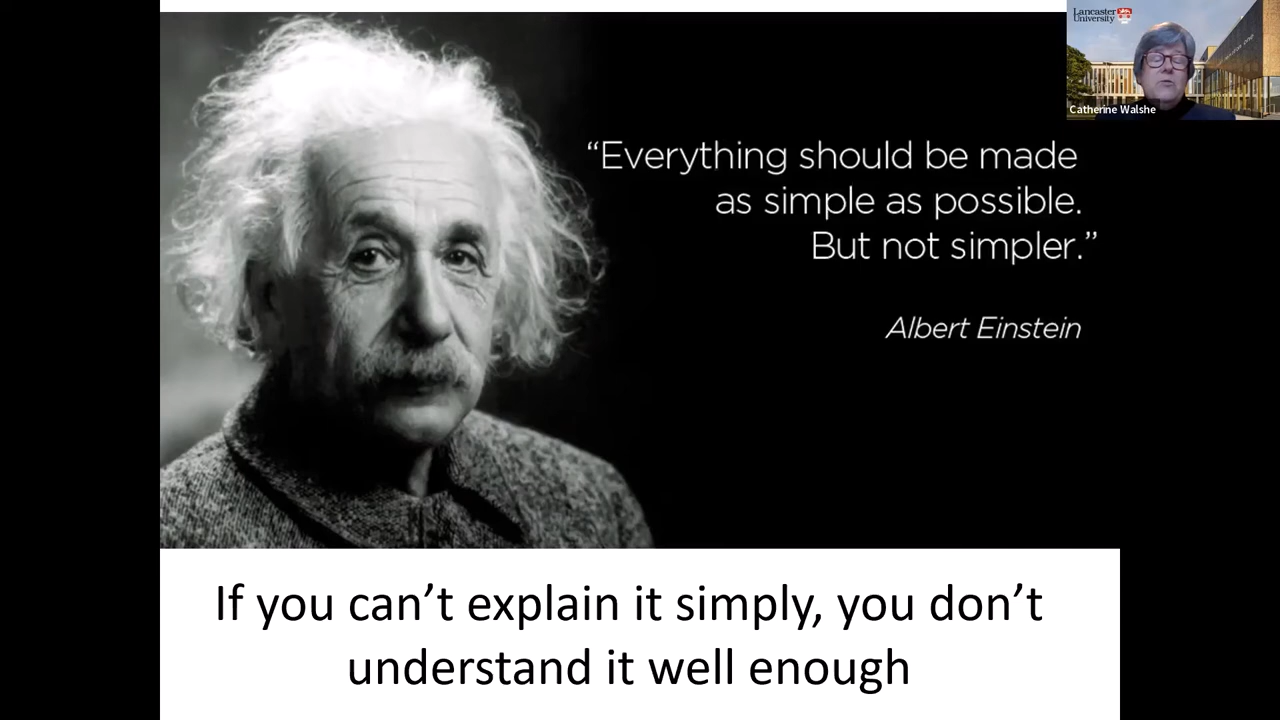 Lancaster
University
Catherine Walshe
“Everything should be made
as simple as possible.
But not simpler.”
Albert Einstein
If you can’t explain it simply, you don’t
understand it well enough